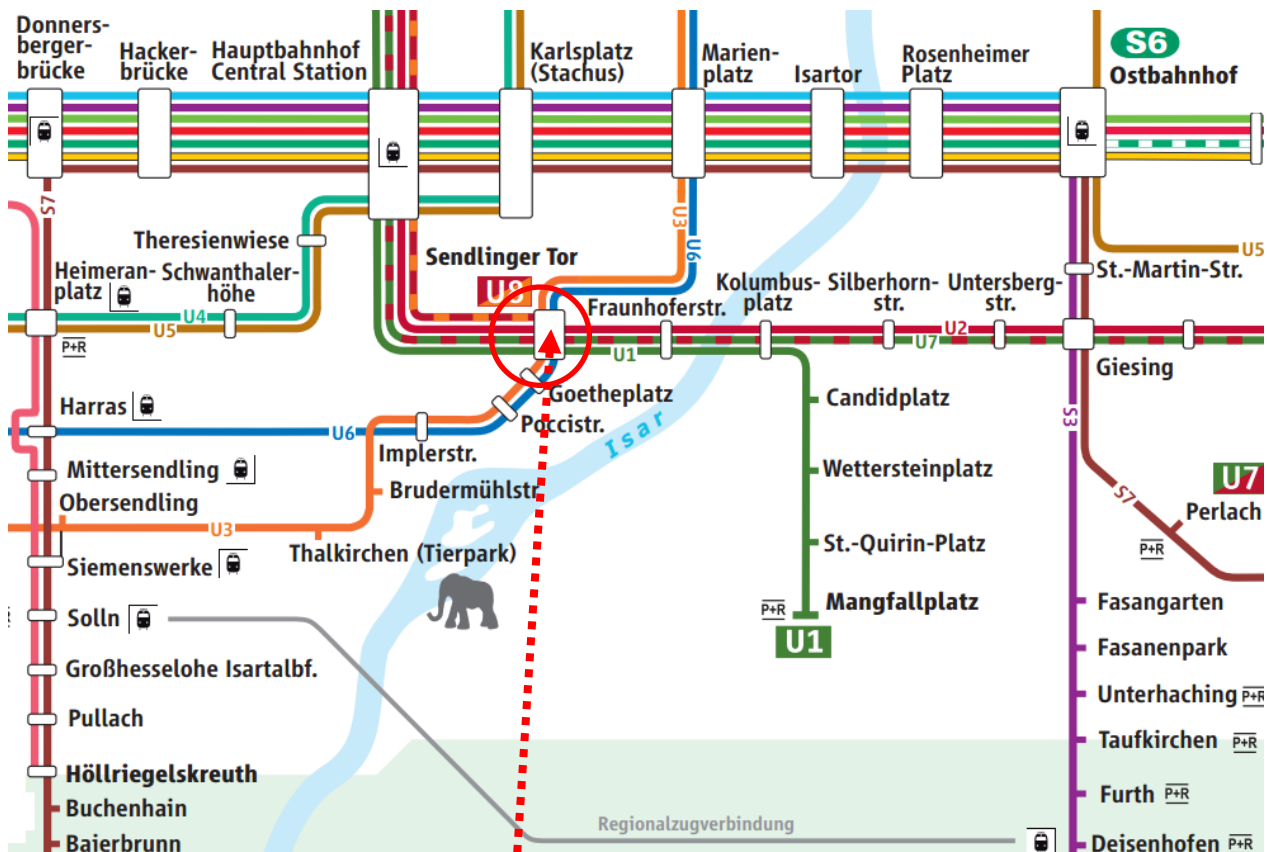 Donners-
berger-
brücke
Hacker-
brücke
Hauptbahnhof
Central Station
Karlsplatz
(Stachus)
Marien-
platz
Isartor
Rosenheimer
Platz
S6
Ostbahnhof
S7
U3
U6
Theresienwiese
Sendlinger Tor
U8
U5
St.-Martin-Str.
Heimeran-
platz
Schwanthaler-
höhe
U4
U5
P+R
Fraunhoferstr.
Kolumbus-
platz
Silberhorn-
str.
Untersberg-
str.
U2
U7
U1
Giesing
Goetheplatz
Poccistr.
Implerstr.
Harras
U6
Isar
Candidplatz
S3
Mittersendling
Brudermühlstr
Wettersteinplatz
U7
S7
Perlach
P+R
Obersendling
U3
Thalkirchen (Tierpark)
St.-Quirin-Platz
Siemenswerke
Solln
P+R
Mangfallplatz
U1
Fasangarten
Fasanenpark
Großhesselohe Isartalbf.
Unterhaching P+R
Pullach
Taufkirchen P+R
Höllriegelskreuth
Furth P+R
Buchenhain
Regionalzugverbindung
Baierbrunn
Deisenhofen P+R